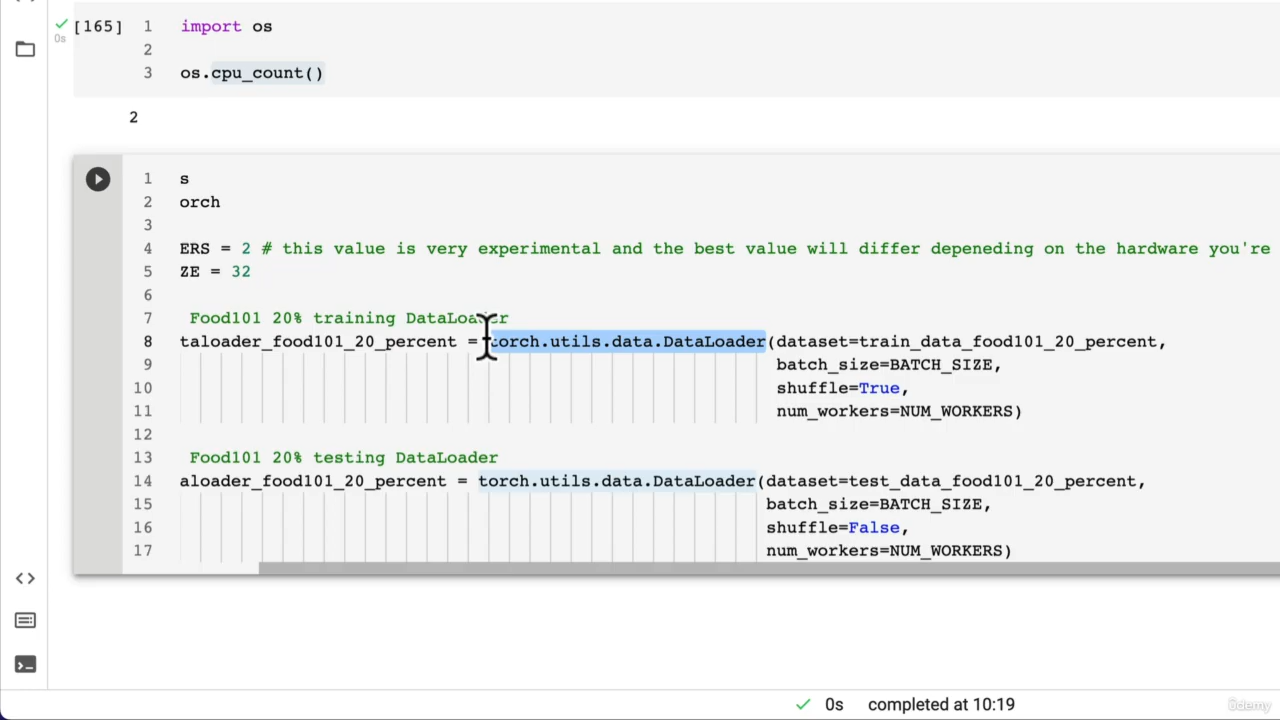 [165] 1 import os
0s 2
3 os.cpu_count()
2
1 s
2 orch
3
4 ERS = 2 # this value is very experimental and the best value will differ depeneding on the hardware you're
5 ZE = 32
6
7 Food101 20% training DataLoader
8 taloader_food101_20_percent = torch.utils.data.DataLoader(dataset=train_data_food101_20_percent,
9 batch_size=BATCH_SIZE,
10 shuffle=True,
11 num_workers=NUM_WORKERS)
12
13 Food101 20% testing DataLoader
14 aloader_food101_20_percent = torch.utils.data.DataLoader(dataset=test_data_food101_20_percent,
15 batch_size=BATCH_SIZE,
16 shuffle=False,
17 num_workers=NUM_WORKERS)
0s completed at 10:19
ûdemy